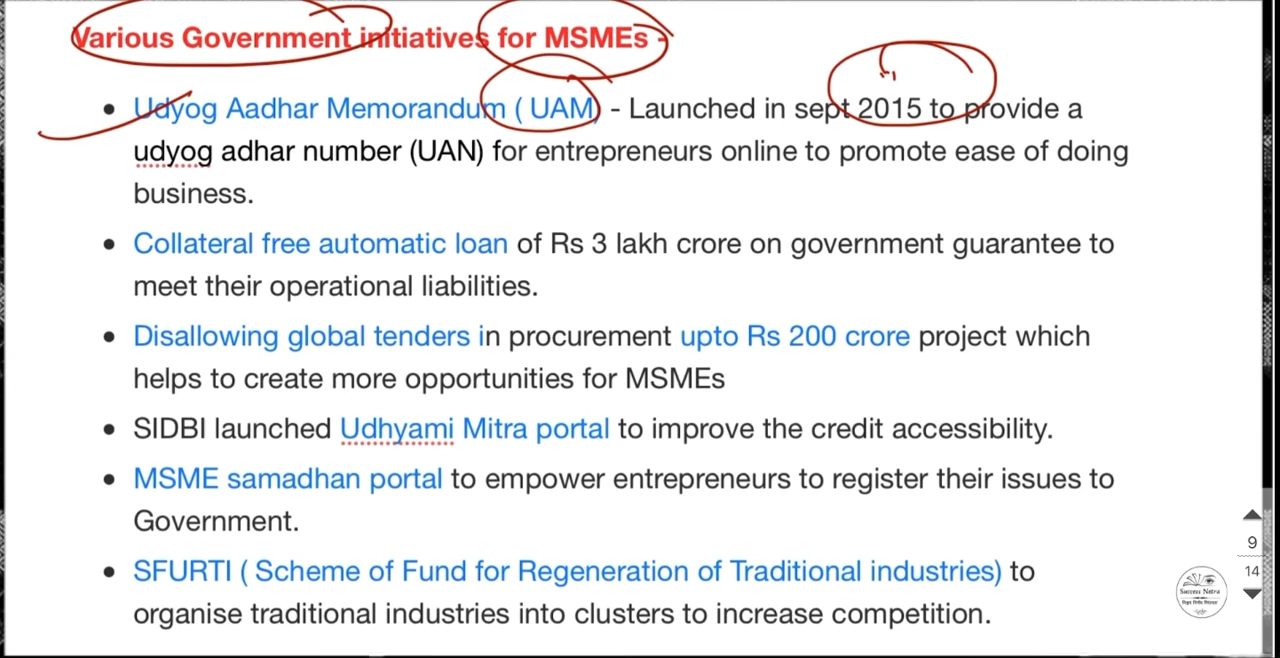 Various Government initiatives for MSMEs -
• Udyog Aadhar Memorandum ( UAM) - Launched in sept 2015 to provide a
udyog adhar number (UAN) for entrepreneurs online to promote ease of doing
business.
• Collateral free automatic loan of Rs 3 lakh crore on government guarantee to
meet their operational liabilities.
• Disallowing global tenders in procurement upto Rs 200 crore project which
helps to create more opportunities for MSMEs
• SIDBI launched Udhyami Mitra portal to improve the credit accessibility.
• MSME samadhan portal to empower entrepreneurs to register their issues to
Government.
• SFURTI ( Scheme of Fund for Regeneration of Traditional industries) to
organise traditional industries into clusters to increase competition.
9
14
Success Notra